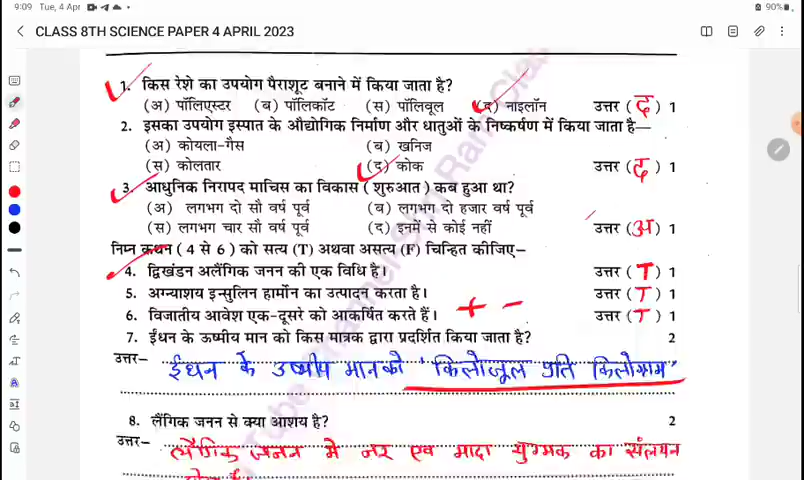 9:09 Tue, 4 Apr 90%
CLASS 8TH SCIENCE PAPER 4 APRIL 2023
1. किस रेशे का उपयोग पैराशूट बनाने में किया जाता है?
(अ) पॉलिएस्टर (ब) पॉलिकॉट (स) पॉलिवूल (द) नाइलॉन उत्तर (द) 1
2. इसका उपयोग इस्पात के औद्योगिक निर्माण और धातुओं के निष्कर्षण में किया जाता है—
(अ) कोयला-गैस (ब) खनिज
(स) कोलतार (द) कोक उत्तर (द) 1
3. आधुनिक निरापद माचिस का विकास (शुरुआत) कब हुआ था?
(अ) लगभग दो सौ वर्ष पूर्व (ब) लगभग दो हजार वर्ष पूर्व
(स) लगभग चार सौ वर्ष पूर्व (द) इनमें से कोई नहीं उत्तर (अ) 1
निम्न कथन (4 से 6) को सत्य (T) अथवा असत्य (F) चिन्हित कीजिए–
4. द्विखंडन अलैंगिक जनन की एक विधि है। उत्तर (T) 1
5. अग्न्याशय इन्सुलिन हार्मोन का उत्पादन करता है। उत्तर (T) 1
6. विजातीय आवेश एक-दूसरे को आकर्षित करते हैं। + − उत्तर (T) 1
7. ईंधन के ऊष्मीय मान को किस मात्रक द्वारा प्रदर्शित किया जाता है? 2
उत्तर– ईंधन के उष्मीय मान को "किलोजूल प्रति किलोग्राम"
8. लैंगिक जनन से क्या आशय है? 2
उत्तर– लैंगिक जनन मे नर एव मादा युग्मक का संलयन